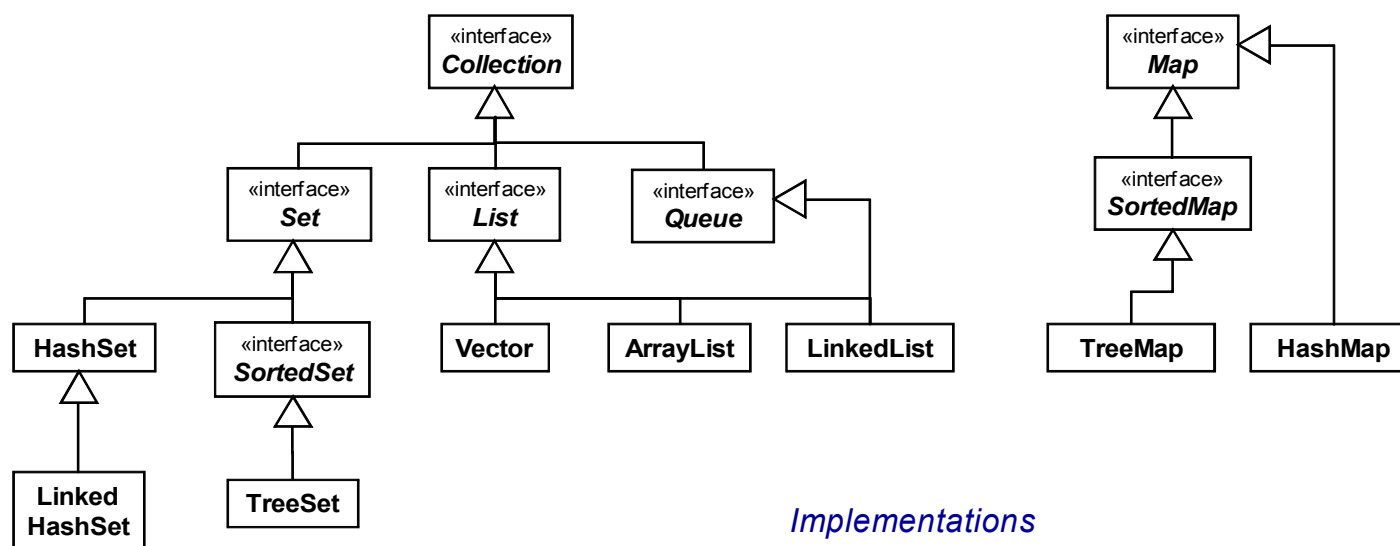 «interface»
Collection
«interface»
Map
«interface»
Set
«interface»
List
«interface»
Queue
«interface»
SortedMap
HashSet
«interface»
SortedSet
Vector
ArrayList
LinkedList
TreeMap
HashMap
Linked
HashSet
TreeSet
Implementations